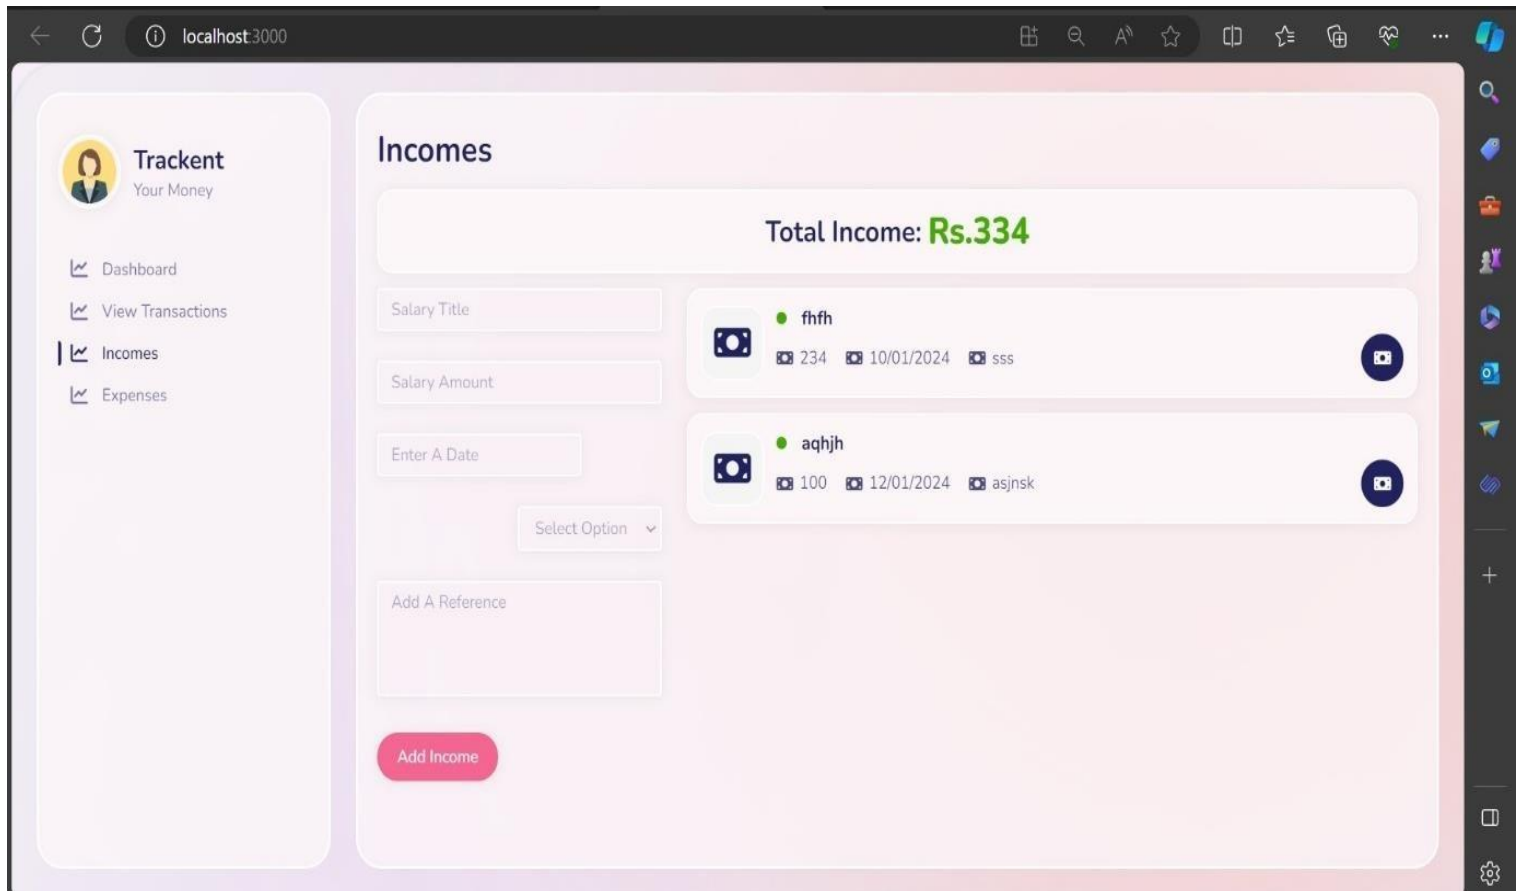 localhost:3000
Trackent
Your Money
Dashboard
View Transactions
Incomes
Expenses
Incomes
Total Income: Rs.334
Salary Title
Salary Amount
Enter A Date
Select Option
Add A Reference
Add Income
fhfh
234 10/01/2024 sss
aqhjh
100 12/01/2024 asjnsk